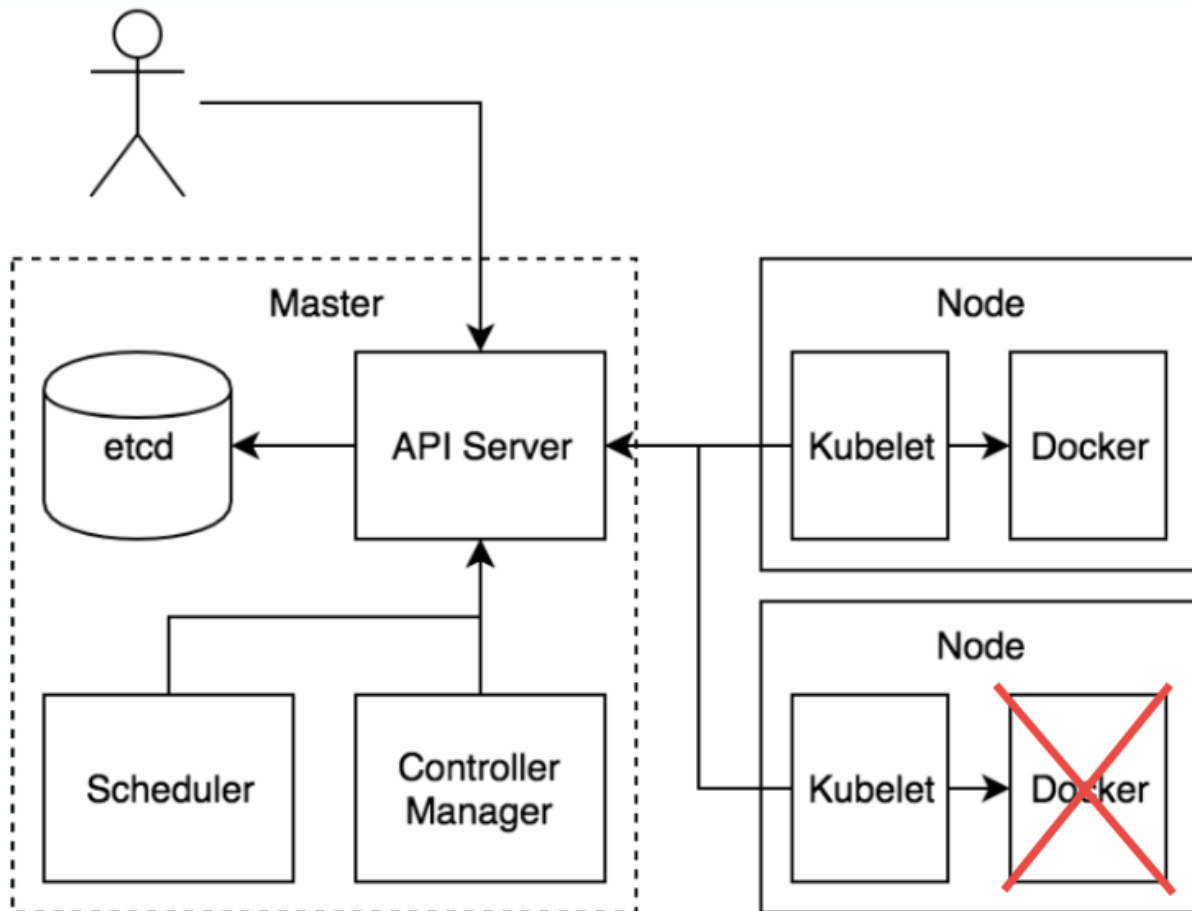 Master
Node
etcd
API Server
Kubelet
Docker
Node
Scheduler
Controller
Manager
Kubelet
Docker